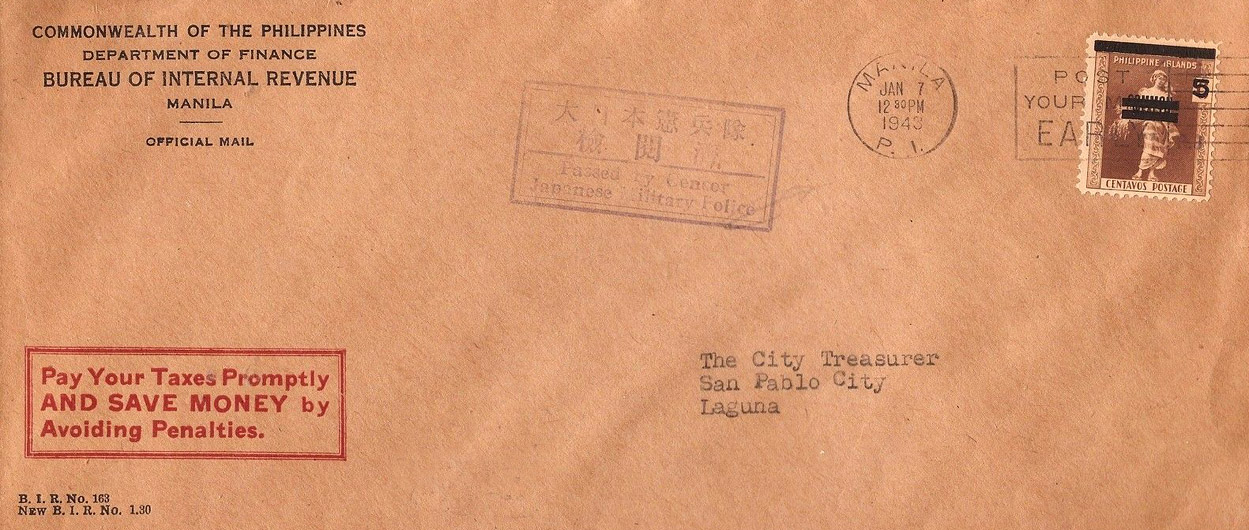 COMMONWEALTH OF THE PHILIPPINES
DEPARTMENT OF FINANCE
BUREAU OF INTERNAL REVENUE
MANILA
OFFICIAL MAIL
大日本憲兵隊
檢閱濟
Passed by Censor
Japanese Military Police
MANILA
JAN 7
12 30 PM
1943
P. I.
POST
YOUR
EAR
PHILIPPINE ISLANDS
5
CENTAVOS POSTAGE
The City Treasurer
San Pablo City
Laguna
Pay Your Taxes Promptly
AND SAVE MONEY by
Avoiding Penalties.
B. I. R. No. 163
NEW B. I. R. No. 1.30